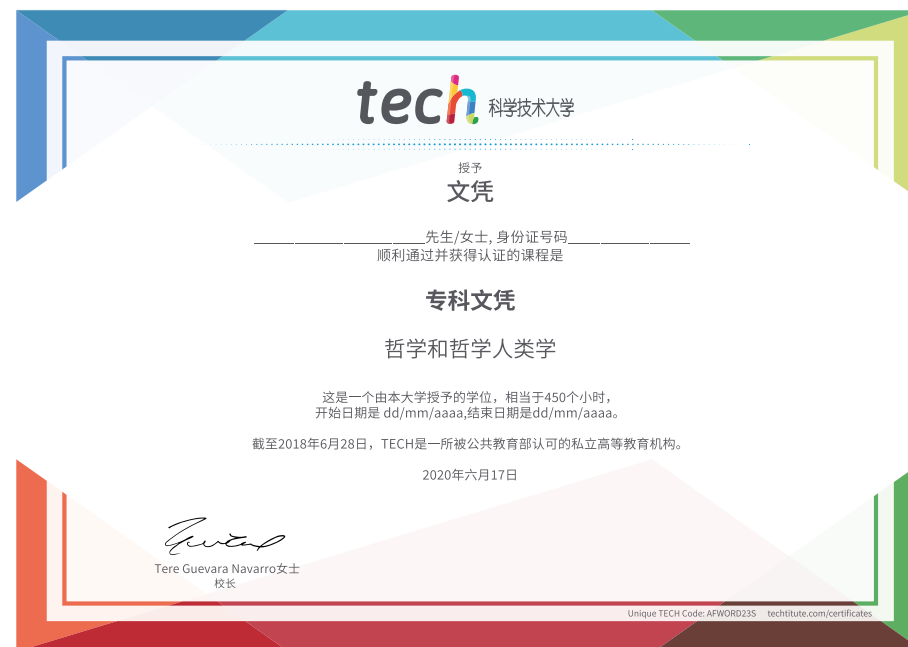 tech 科学技术大学
授予
文凭
______________________先生/女士, 身份证号码_______________
顺利通过并获得认证的课程是
专科文凭
哲学和哲学人类学
这是一个由本大学授予的学位，相当于450个小时，
开始日期是 dd/mm/aaaa,结束日期是dd/mm/aaaa。
截至2018年6月28日，TECH是一所被公共教育部认可的私立高等教育机构。
2020年六月17日
Tere Guevara Navarro女士
校长
Unique TECH Code: AFWORD23S techtitute.com/certificates